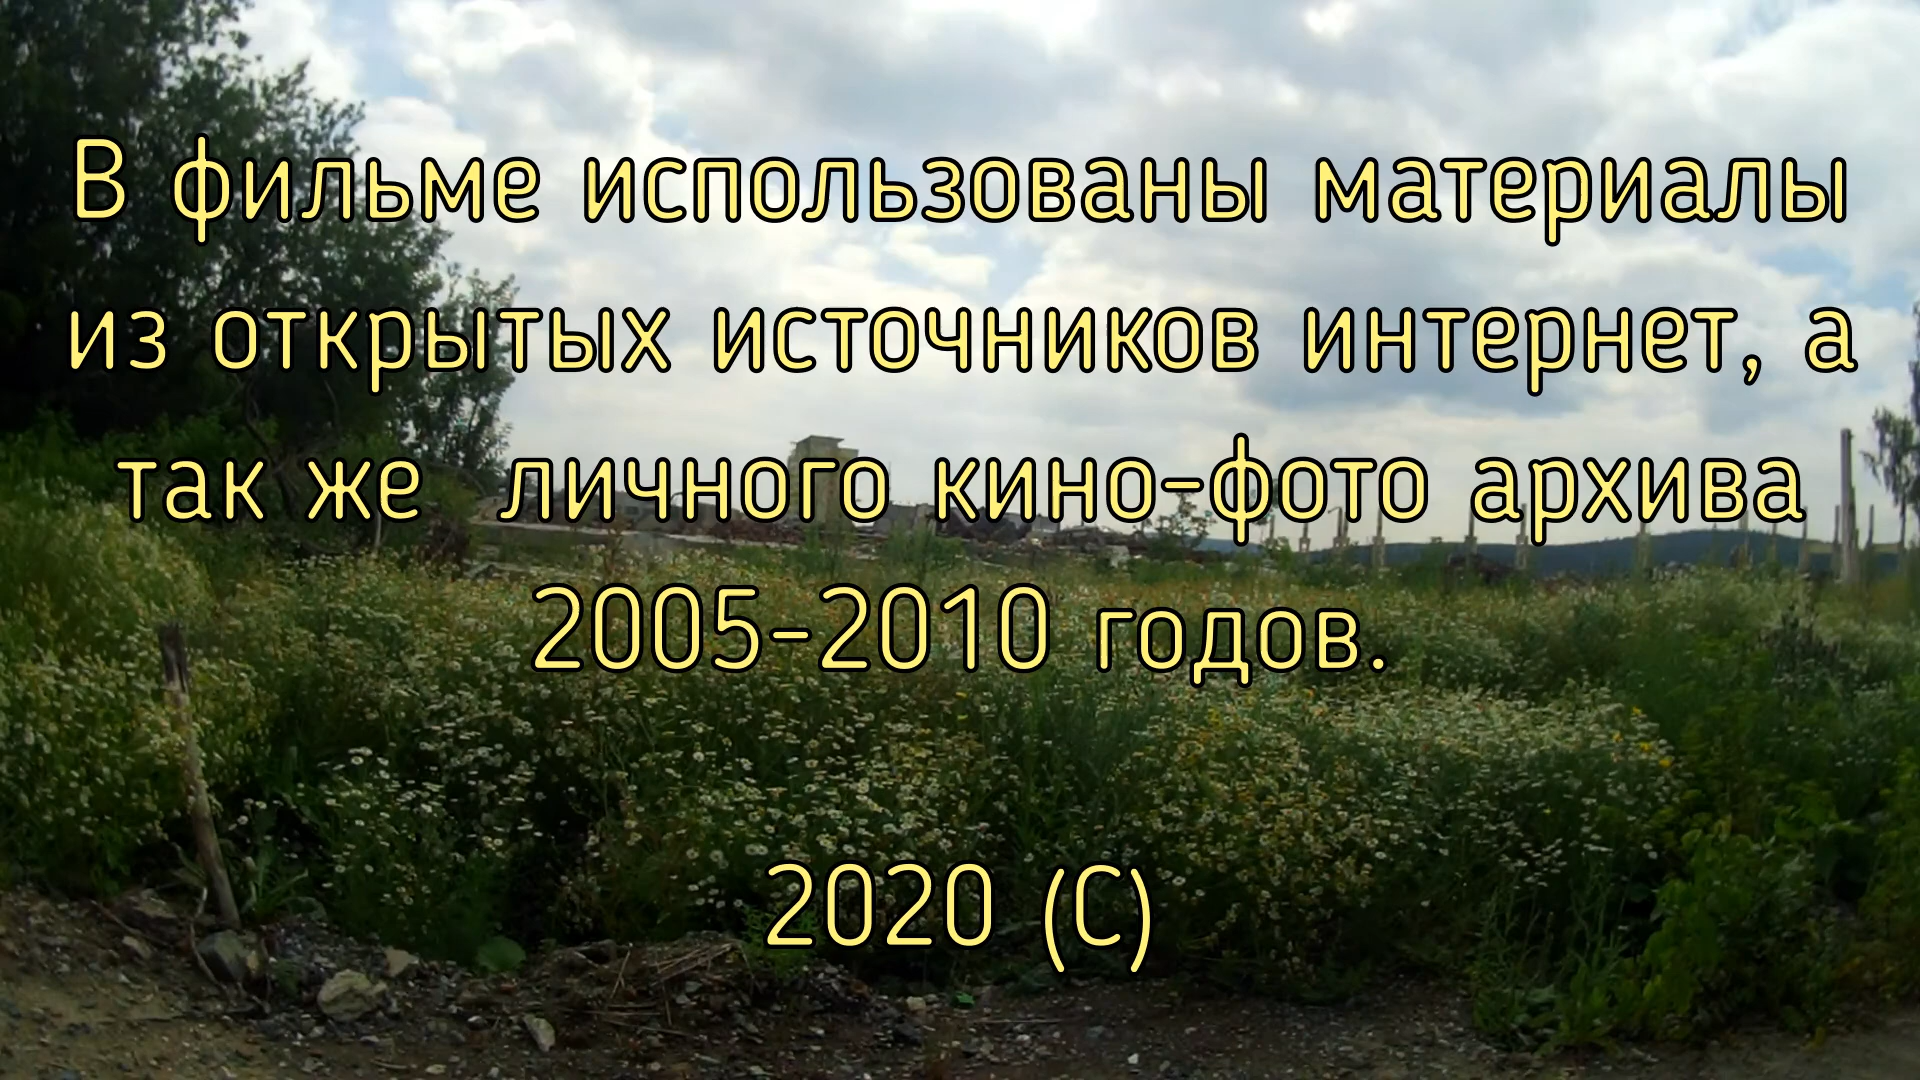 В фильме использованы материалы
из открытых источников интернет, а
так же личного кино-фото архива
2005-2010 годов.
2020 (С)